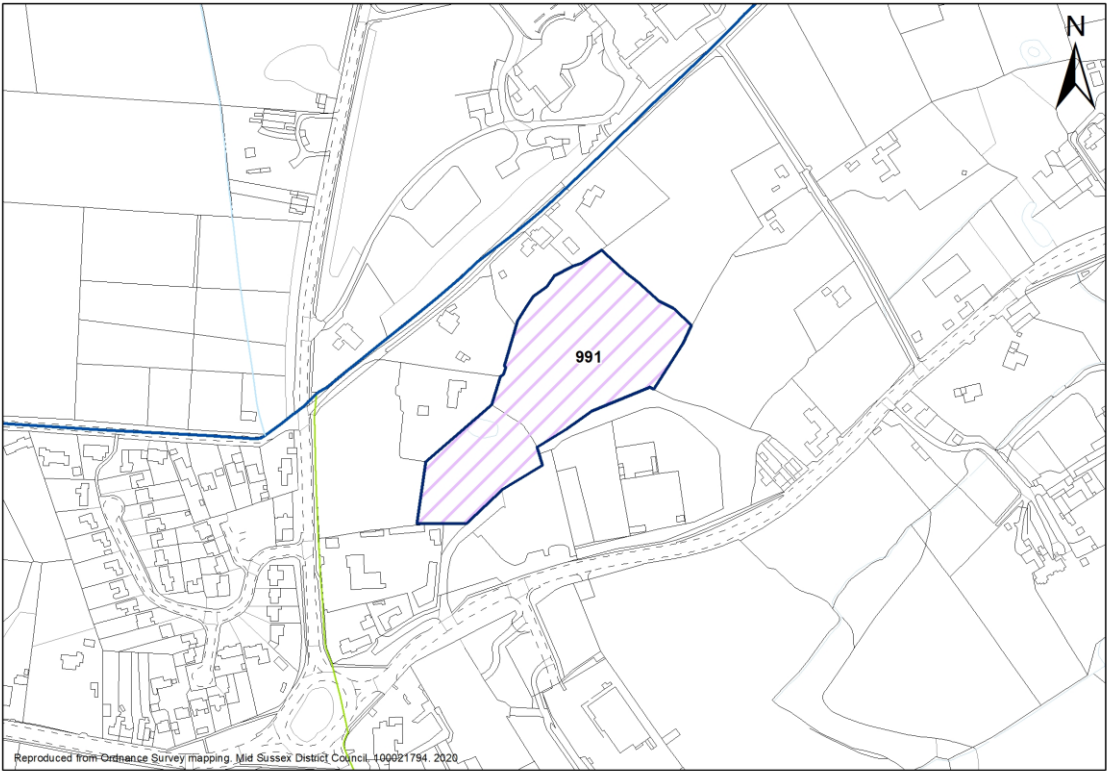 N
991
Reproduced from Ordnance Survey mapping. Mid Sussex District Council. 100021794. 2020